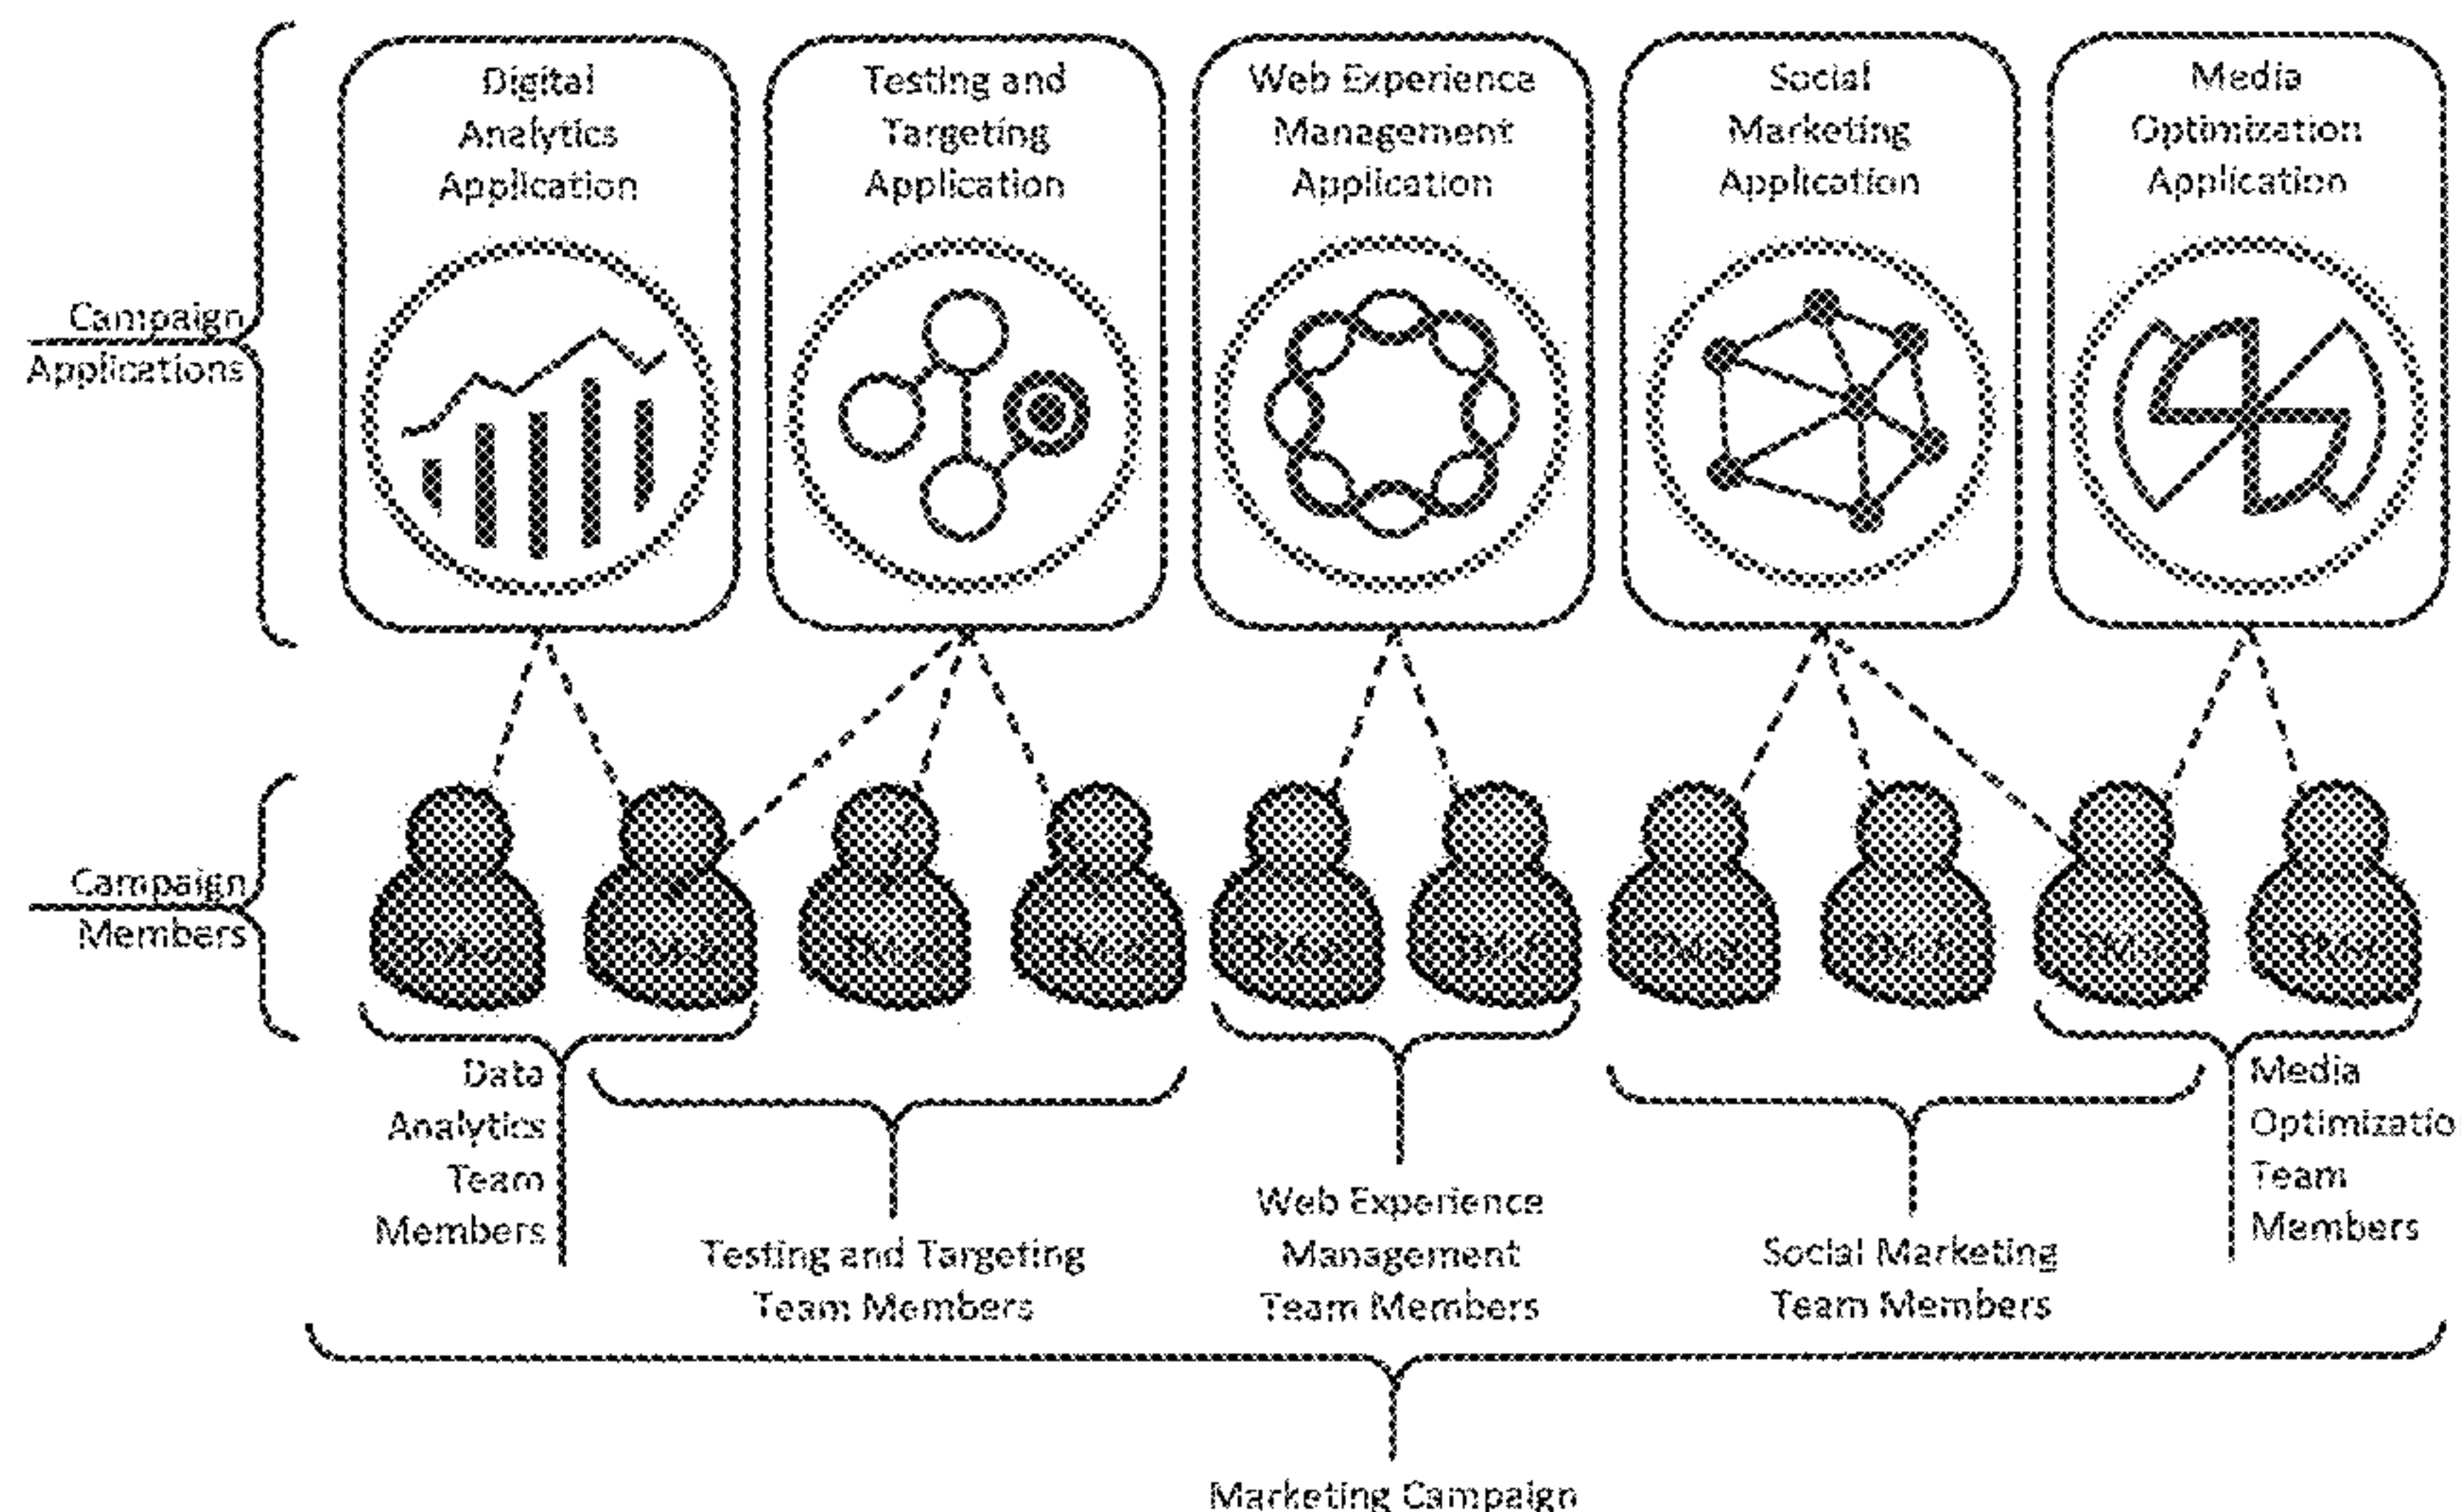 Digital
Analytics
Application
Testing and
Targeting
Application
Web Experience
Management
Application
Social
Marketing
Application
Media
Optimization
Application
Campaign
Applications
Campaign
Members
Data
Analytics
Team
Members
Testing and Targeting
Team Members
Web Experience
Management
Team Members
Social Marketing
Team Members
Media
Optimizatio
Team
Members
Marketing Campaign